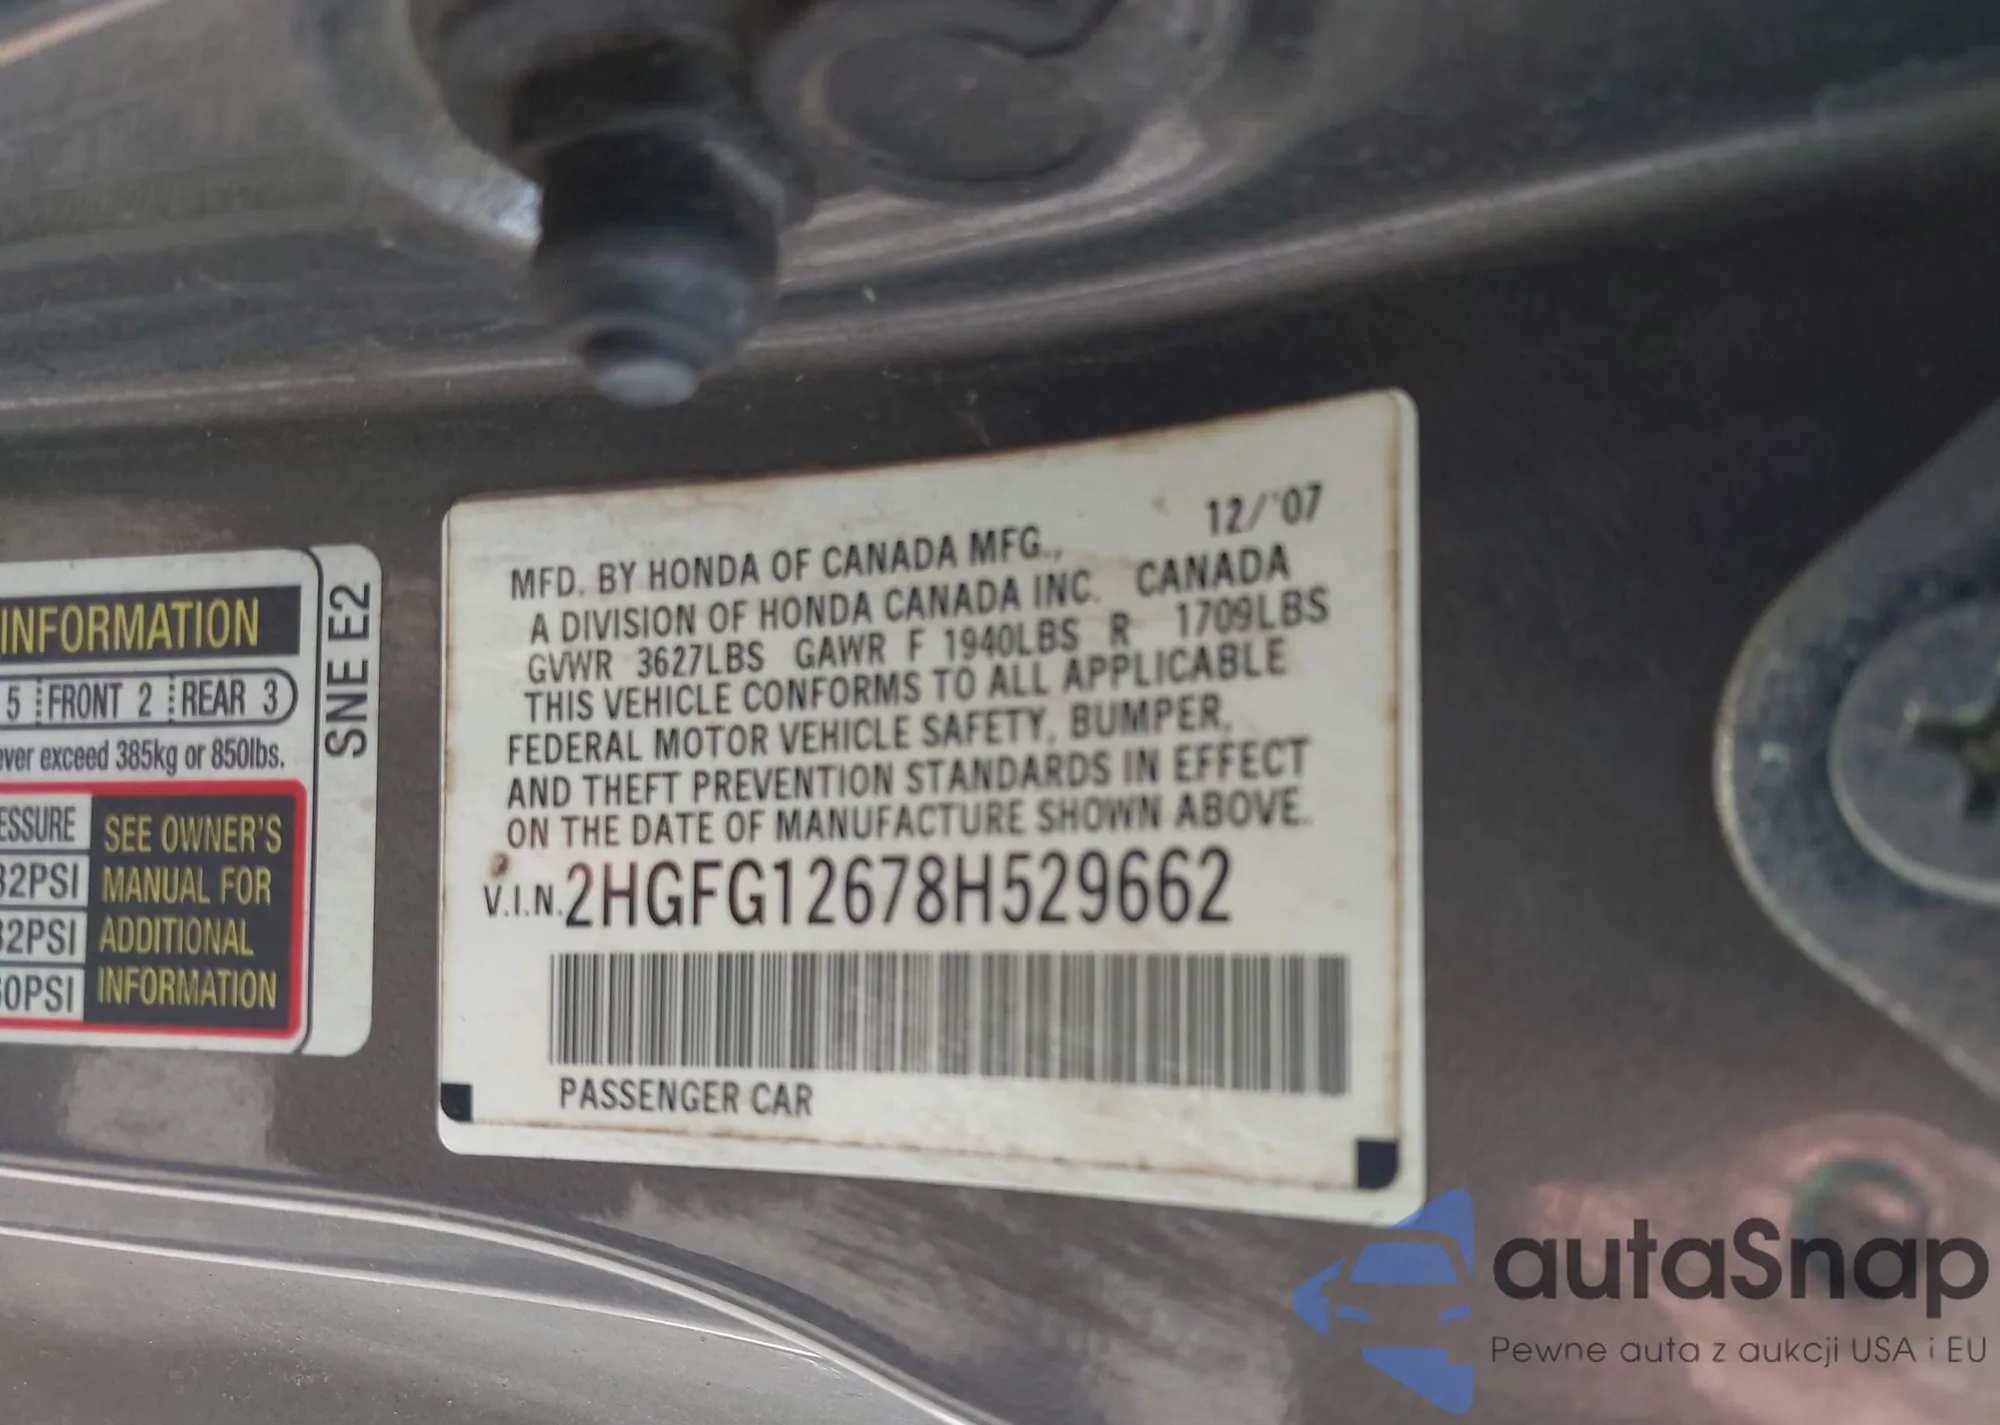 INFORMATION
5 FRONT 2 REAR 3
ever exceed 385kg or 850lbs.
ESSURE
32PSI
32PSI
60PSI
SEE OWNER'S
MANUAL FOR
ADDITIONAL
INFORMATION
SNE E2
12/'07
MFD. BY HONDA OF CANADA MFG.,
A DIVISION OF HONDA CANADA INC. CANADA
GVWR 3627LBS GAWR F 1940LBS R 1709LBS
THIS VEHICLE CONFORMS TO ALL APPLICABLE
FEDERAL MOTOR VEHICLE SAFETY, BUMPER,
AND THEFT PREVENTION STANDARDS IN EFFECT
ON THE DATE OF MANUFACTURE SHOWN ABOVE.
V.I.N. 2HGFG12678H529662
PASSENGER CAR
autaSnap
Pewne auta z aukcji USA i EU